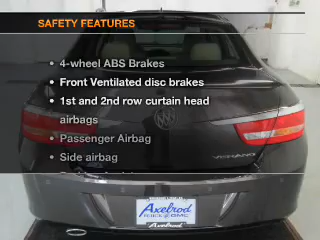 SAFETY FEATURES
4-wheel ABS Brakes
Front Ventilated disc brakes
1st and 2nd row curtain head
airbags
Passenger Airbag
Side airbag
VERANO
Axelrod
BUICK GMC